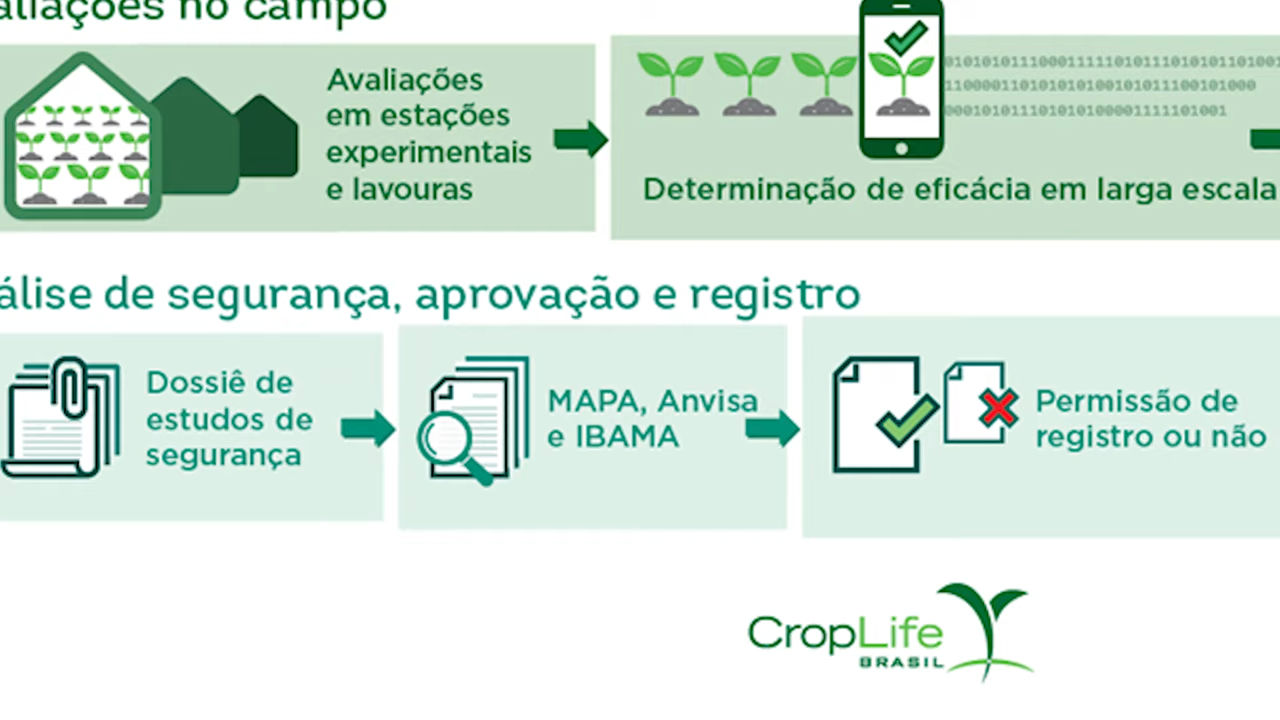 aliações no campo
Avaliações
em estações
experimentais
e lavouras
Determinação de eficácia em larga escala
álise de segurança, aprovação e registro
Dossiê de
estudos de
segurança
MAPA, Anvisa
e IBAMA
Permissão de
registro ou não
CropLife
BRASIL